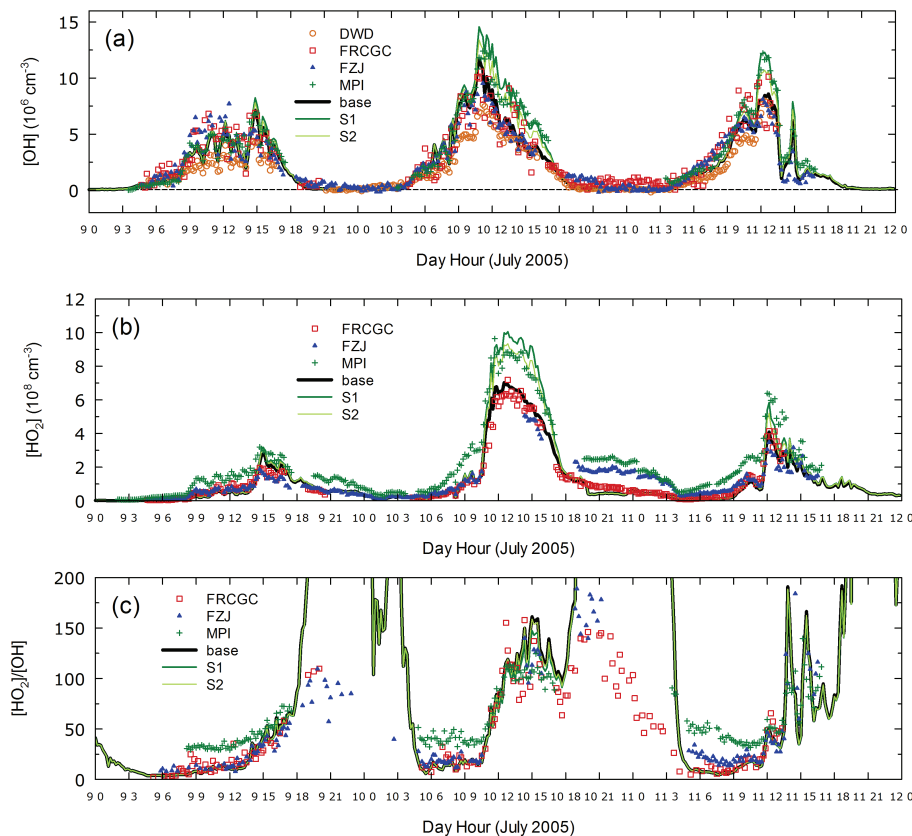 (a)
DWD
FRCGC
FZJ
MPI
base
S1
S2
[OH] (10⁶ cm⁻³)
15
10
5
0
9 0 9 3 9 6 9 9 9 12 9 15 9 18 9 21 10 0 10 3 10 6 10 9 10 12 10 15 10 18 10 21 11 0 11 3 11 6 11 9 11 12 11 15 11 18 11 21 12 0
Day Hour (July 2005)
(b)
FRCGC
FZJ
MPI
base
S1
S2
[HO₂] (10⁸ cm⁻³)
12
10
8
6
4
2
0
9 0 9 3 9 6 9 9 9 12 9 15 9 18 9 21 10 0 10 3 10 6 10 9 10 12 10 15 10 18 10 21 11 0 11 3 11 6 11 9 11 12 11 15 11 18 11 21 12 0
Day Hour (July 2005)
(c)
FRCGC
FZJ
MPI
base
S1
S2
[HO₂]/[OH]
200
150
100
50
0
9 0 9 3 9 6 9 9 9 12 9 15 9 18 9 21 10 0 10 3 10 6 10 9 10 12 10 15 10 18 10 21 11 0 11 3 11 6 11 9 11 12 11 15 11 18 11 21 12 0
Day Hour (July 2005)